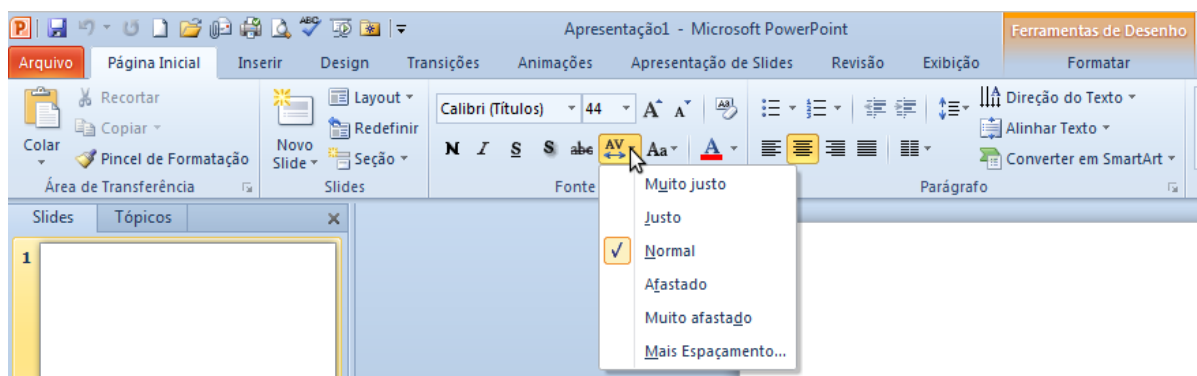 Apresentação1 - Microsoft PowerPoint
Ferramentas de Desenho
Arquivo Página Inicial Inserir Design Transições Animações Apresentação de Slides Revisão Exibição Formatar
Recortar
Copiar
Pincel de Formatação
Colar
Área de Transferência
Novo Slide
Layout
Redefinir
Seção
Slides
Calibri (Títulos) 44
N I S S abc AV Aa A
Fonte
Direção do Texto
Alinhar Texto
Converter em SmartArt
Parágrafo
Muito justo
Justo
Normal
Afastado
Muito afastado
Mais Espaçamento...
Slides Tópicos
1